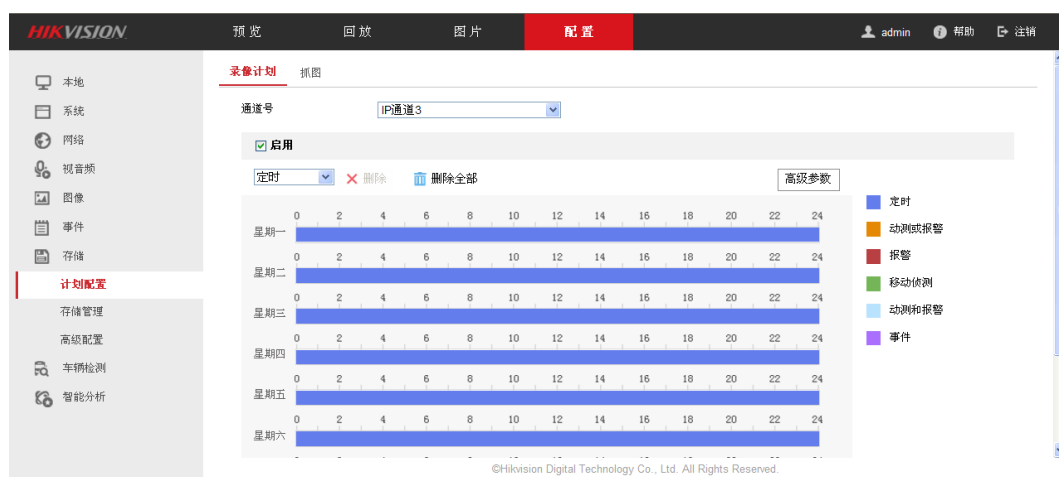 HIKVISION 预览 回放 图片 配置 admin 帮助 注销
本地
系统
网络
视音频
图像
事件
存储
计划配置
存储管理
高级配置
车辆检测
智能分析
录像计划 抓图
通道号 IP通道3
启用
定时 删除 删除全部 高级参数
0 2 4 6 8 10 12 14 16 18 20 22 24
星期一
0 2 4 6 8 10 12 14 16 18 20 22 24
星期二
0 2 4 6 8 10 12 14 16 18 20 22 24
星期三
0 2 4 6 8 10 12 14 16 18 20 22 24
星期四
0 2 4 6 8 10 12 14 16 18 20 22 24
星期五
0 2 4 6 8 10 12 14 16 18 20 22 24
星期六
定时
动测或报警
报警
移动侦测
动测和报警
事件
©Hikvision Digital Technology Co., Ltd. All Rights Reserved.